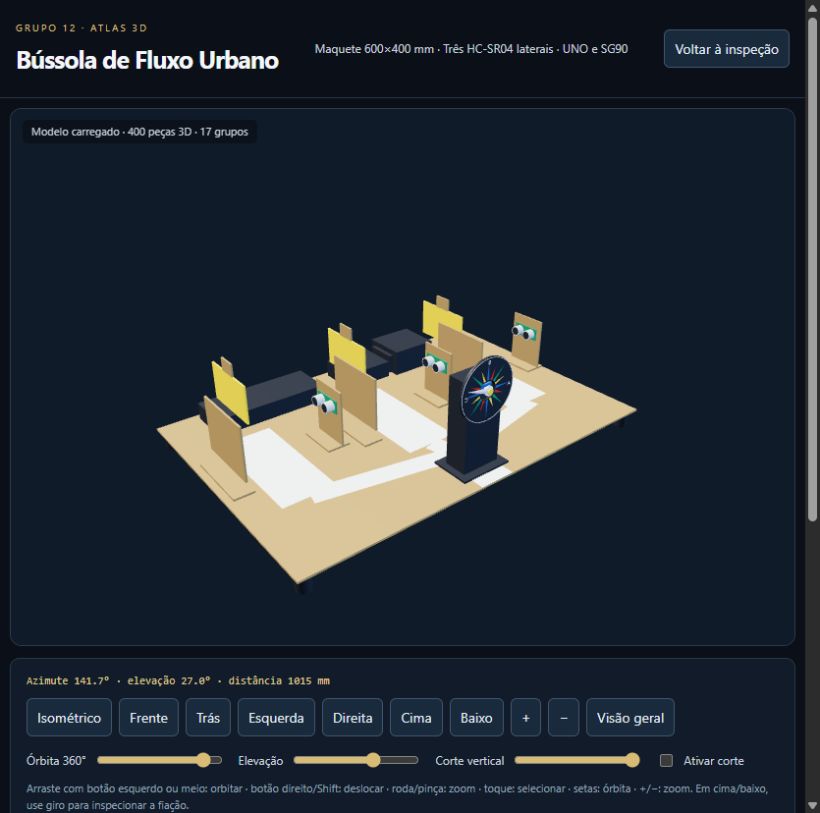 GRUPO 12 · ATLAS 3D
Bússola de Fluxo Urbano
Maquete 600×400 mm · Três HC-SR04 laterais · UNO e SG90
Voltar à inspeção
Modelo carregado · 400 peças 3D · 17 grupos
Azimute 141.7° · elevação 27.0° · distância 1015 mm
Isométrico Frente Trás Esquerda Direita Cima Baixo + − Visão geral
Órbita 360° Elevação Corte vertical Ativar corte
Arraste com botão esquerdo ou meio: orbitar · botão direito/Shift: deslocar · roda/pinça: zoom · toque: selecionar · setas: órbita · +/−: zoom. Em cima/baixo,
use giro para inspecionar a fiação.